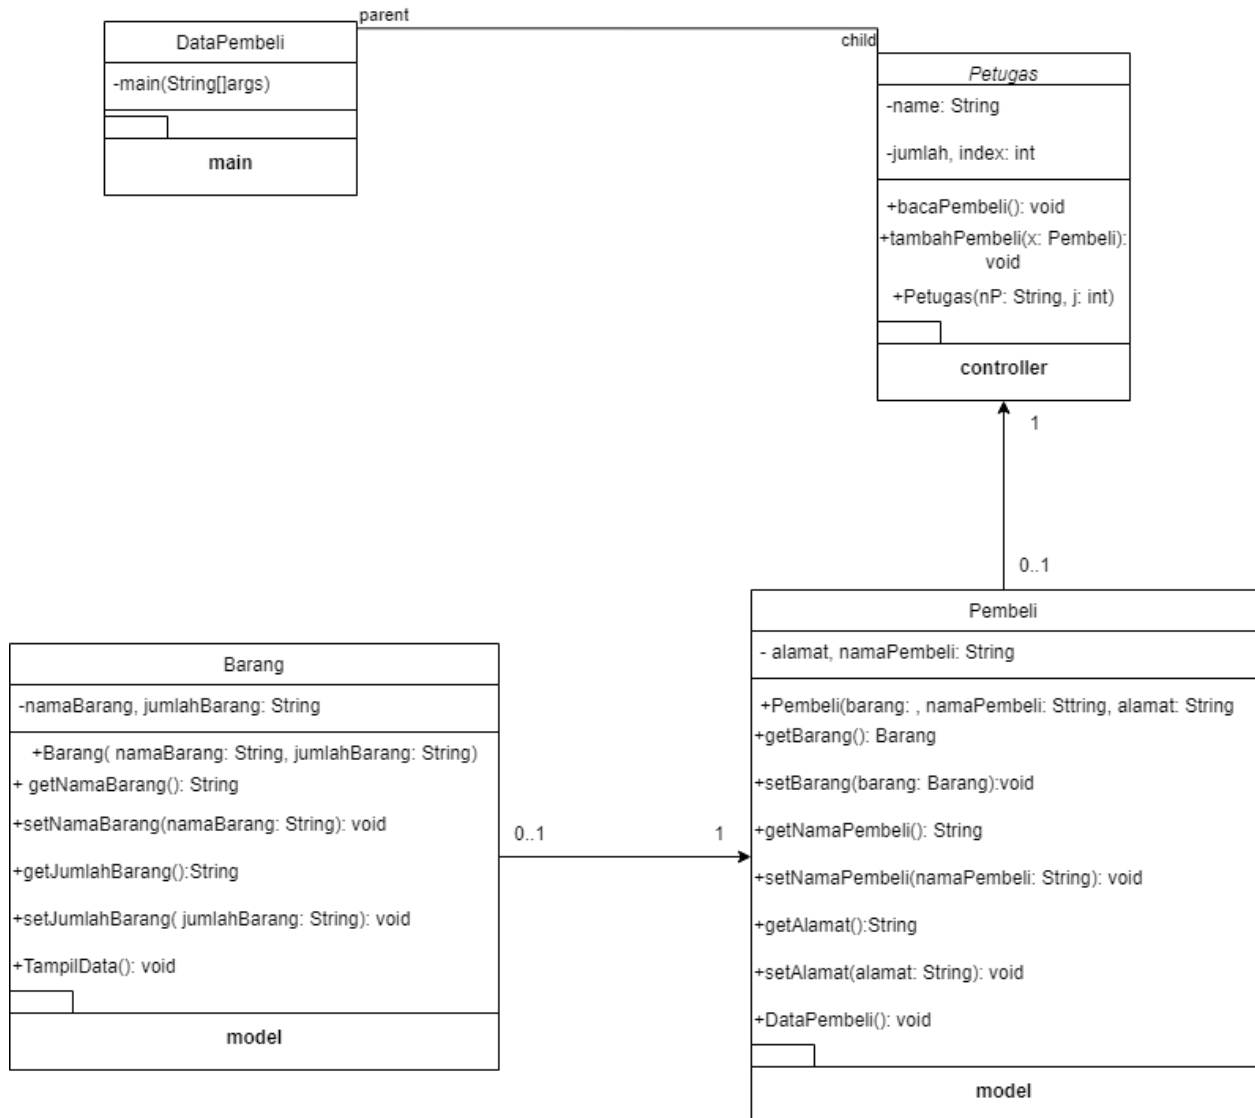 parent
DataPembeli
-main(String[]args)
main
child
Petugas
-name: String
-jumlah, index: int
+bacaPembeli(): void
+tambahPembeli(x: Pembeli):
void
+Petugas(nP: String, j: int)
controller
1
0..1
Barang
-namaBarang, jumlahBarang: String
+Barang( namaBarang: String, jumlahBarang: String)
+ getNamaBarang(): String
+setNamaBarang(namaBarang: String): void
+getJumlahBarang():String
+setJumlahBarang( jumlahBarang: String): void
+TampilData(): void
model
0..1
1
Pembeli
- alamat, namaPembeli: String
+Pembeli(barang: , namaPembeli: Sttring, alamat: String
+getBarang(): Barang
+setBarang(barang: Barang):void
+getNamaPembeli(): String
+setNamaPembeli(namaPembeli: String): void
+getAlamat():String
+setAlamat(alamat: String): void
+DataPembeli(): void
model